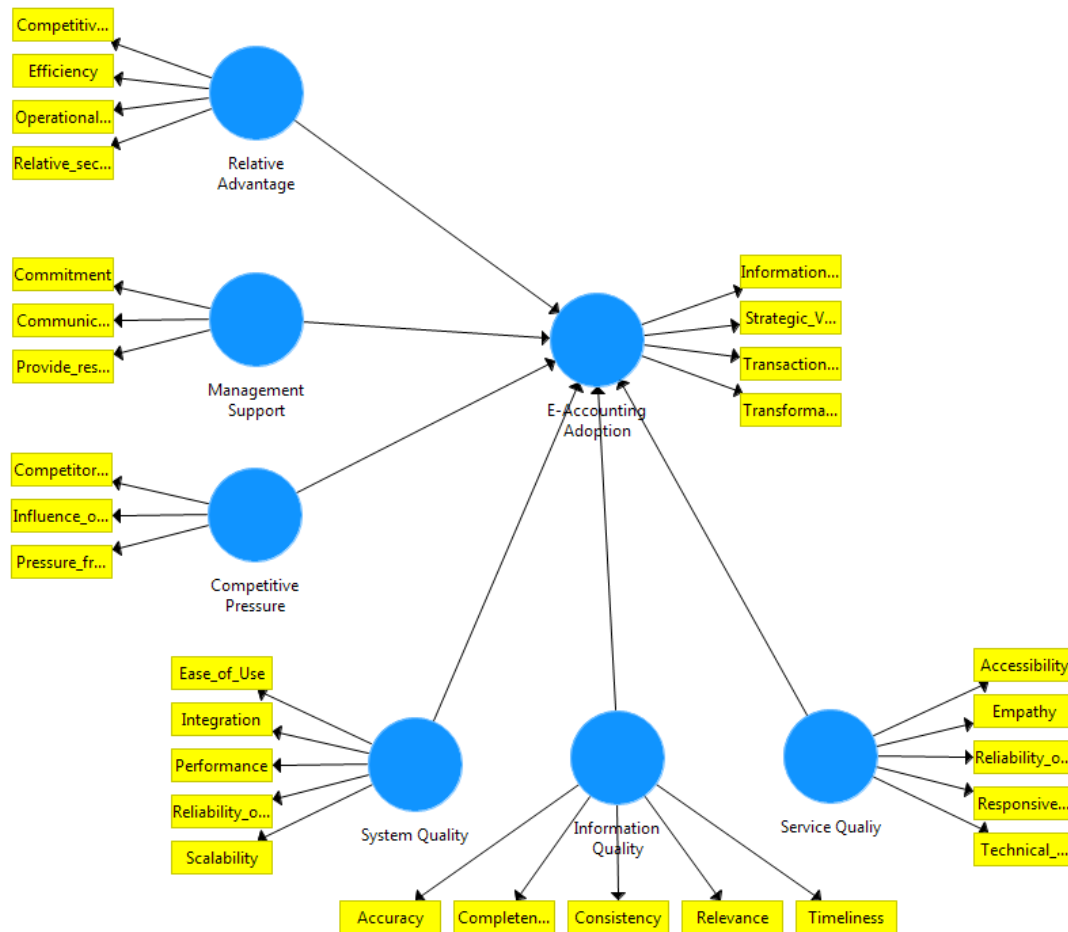 Competitiv...
Efficiency
Operational...
Relative_sec...
Relative
Advantage
Commitment
Communic...
Provide_res...
Management
Support
Information...
Strategic_V...
Transaction...
Transforma...
E-Accounting
Adoption
Competitor...
Influence_o...
Pressure_fr...
Competitive
Pressure
Ease_of_Use
Integration
Performance
Reliability_o...
Scalability
System Quality
Information
Quality
Accessibility
Empathy
Reliability_o...
Responsive...
Technical_...
Service Qualiy
Accuracy
Completen...
Consistency
Relevance
Timeliness